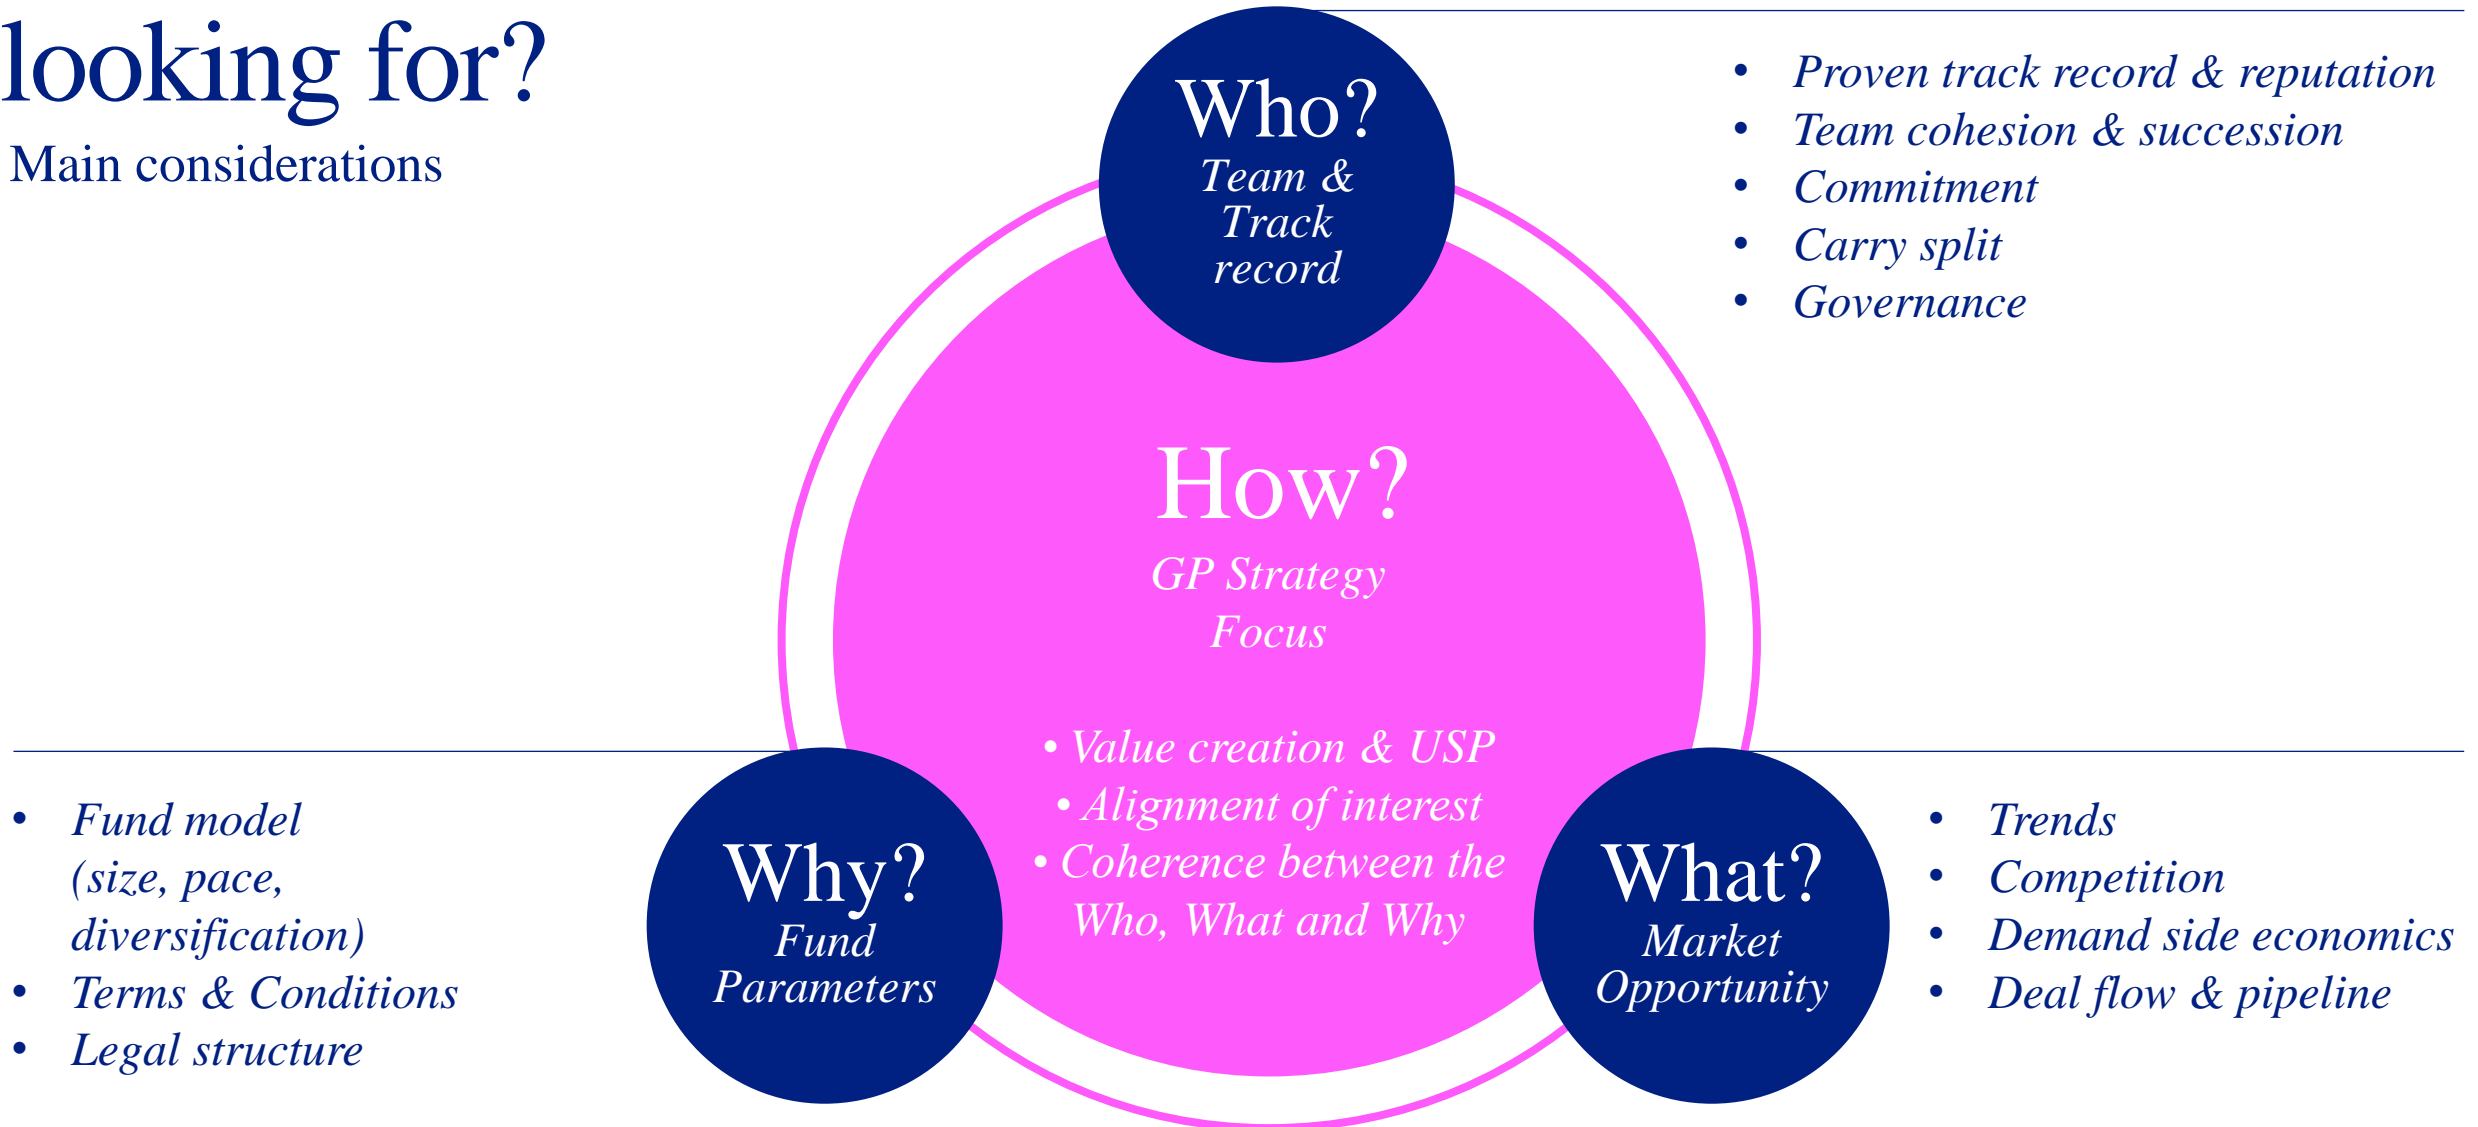 looking for?
Main considerations
Who?
Team &
Track
record
• Proven track record & reputation
• Team cohesion & succession
• Commitment
• Carry split
• Governance
How?
GP Strategy
Focus
• Value creation & USP
• Alignment of interest
• Coherence between the
Who, What and Why
Why?
Fund
Parameters
• Fund model
(size, pace,
diversification)
• Terms & Conditions
• Legal structure
What?
Market
Opportunity
• Trends
• Competition
• Demand side economics
• Deal flow & pipeline